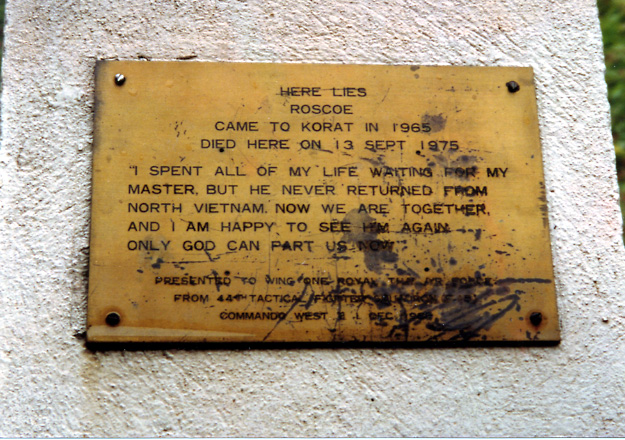 HERE LIES
ROSCOE
CAME TO KORAT IN 1965
DIED HERE ON 13 SEPT 1975
"I SPENT ALL OF MY LIFE WAITING FOR MY
MASTER, BUT HE NEVER RETURNED FROM
NORTH VIETNAM. NOW WE ARE TOGETHER,
AND I AM HAPPY TO SEE HIM AGAIN
ONLY GOD CAN PART US NOW"
PRESENTED TO WING ONE ROYAL THAI AIR FORCE
FROM 44TH TACTICAL FIGHTER SQUADRON
COMMANDO WEST 1 DEC